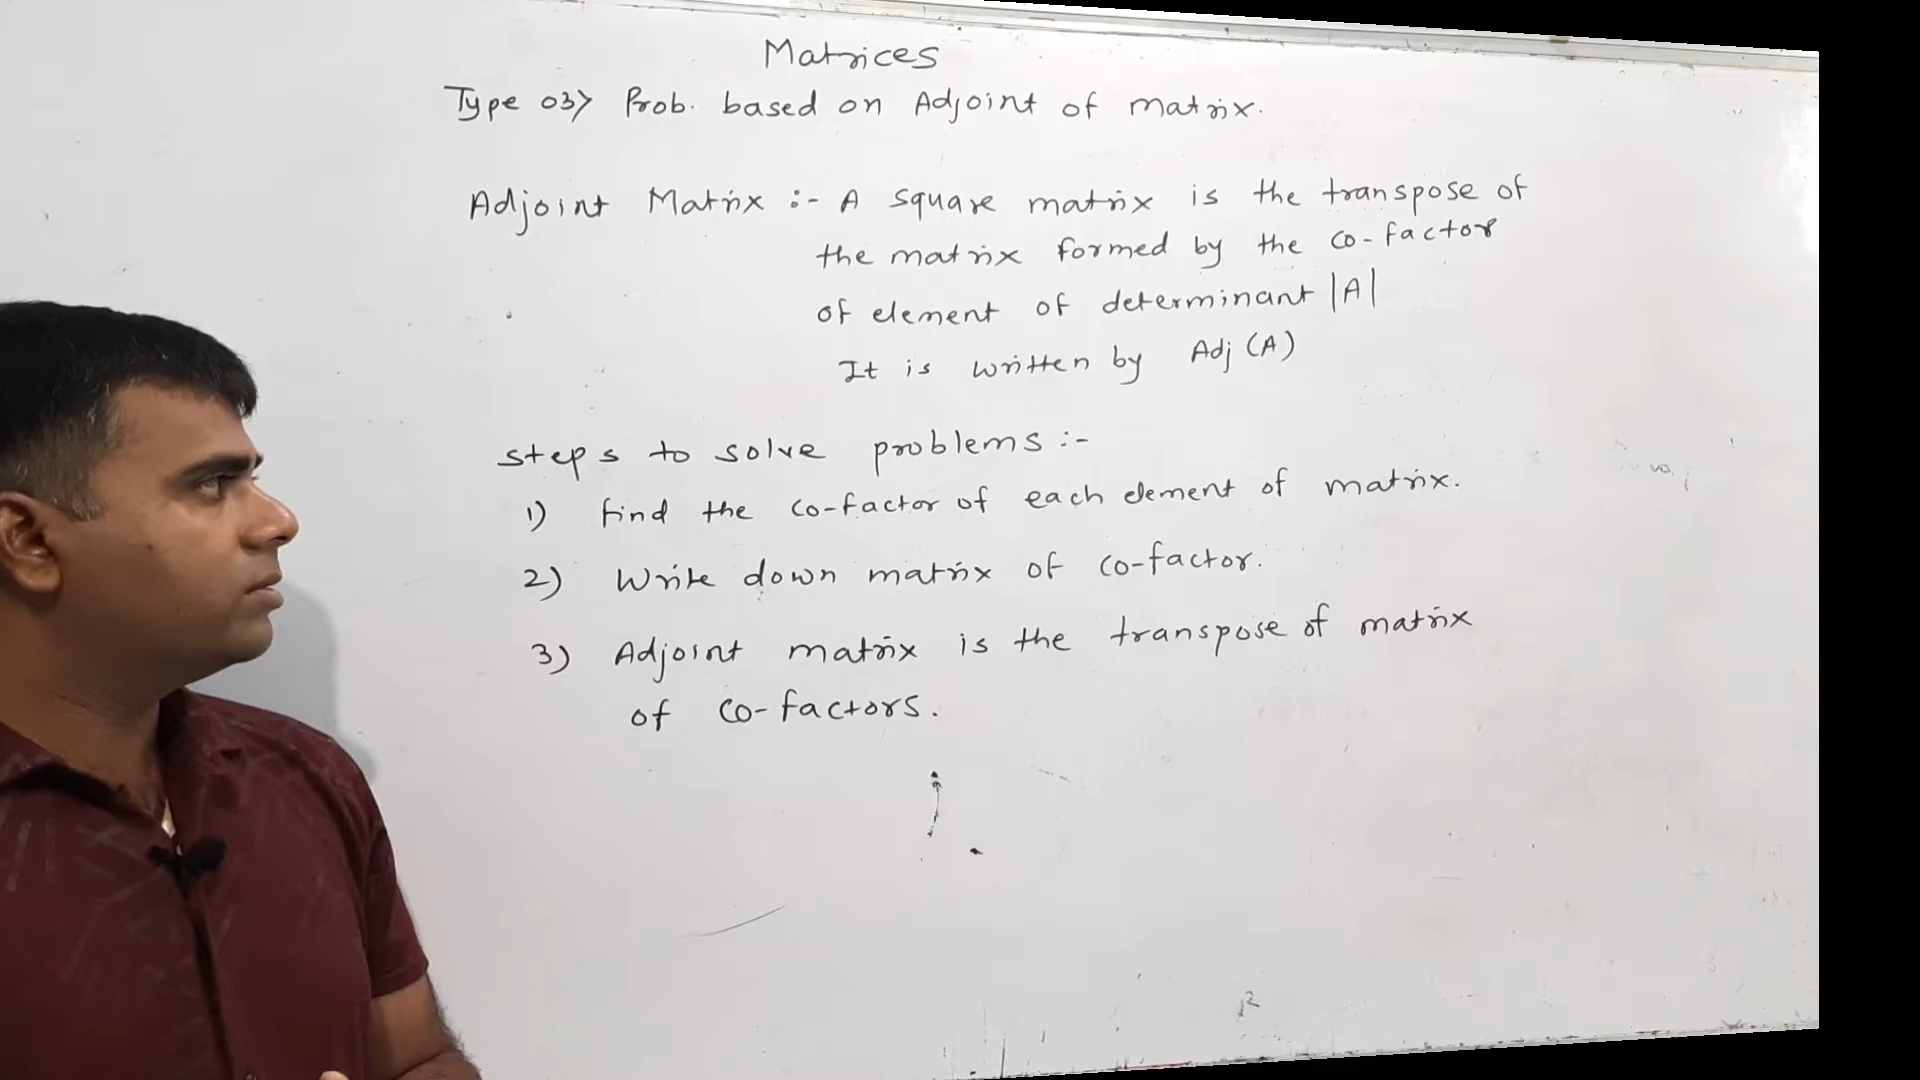 Matrices
Type 03> Prob. based on Adjoint of matrix.
Adjoint Matrix :- A square matrix is the transpose of
the matrix formed by the co-factor
of element of determinant |A|
It is written by Adj (A)
steps to solve problems :-
1) find the co-factor of each element of matrix.
2) Write down matrix of co-factor.
3) Adjoint matrix is the transpose of matrix
of co-factors.